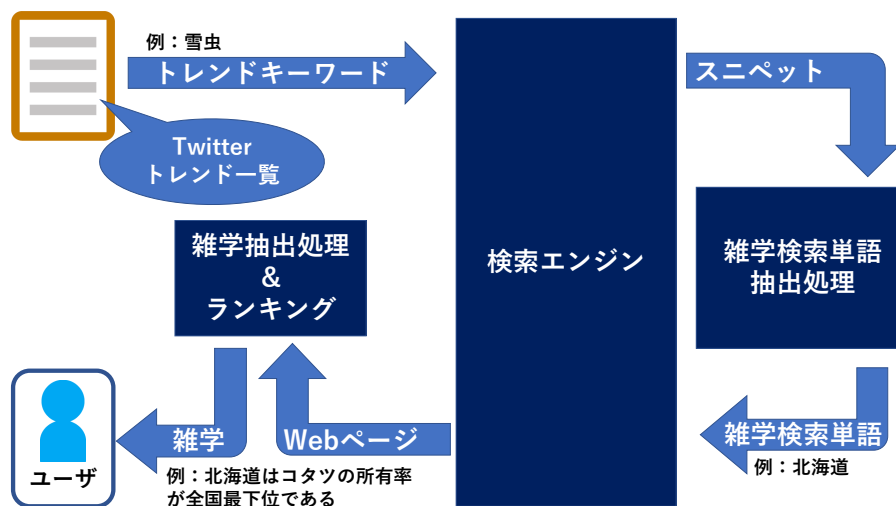 例：雪虫
トレンドキーワード
スニペット
Twitter
トレンド一覧
雑学抽出処理
&
ランキング
検索エンジン
雑学検索単語
抽出処理
雑学
Webページ
雑学検索単語
例：北海道
ユーザ
例：北海道はコタツの所有率
が全国最下位である